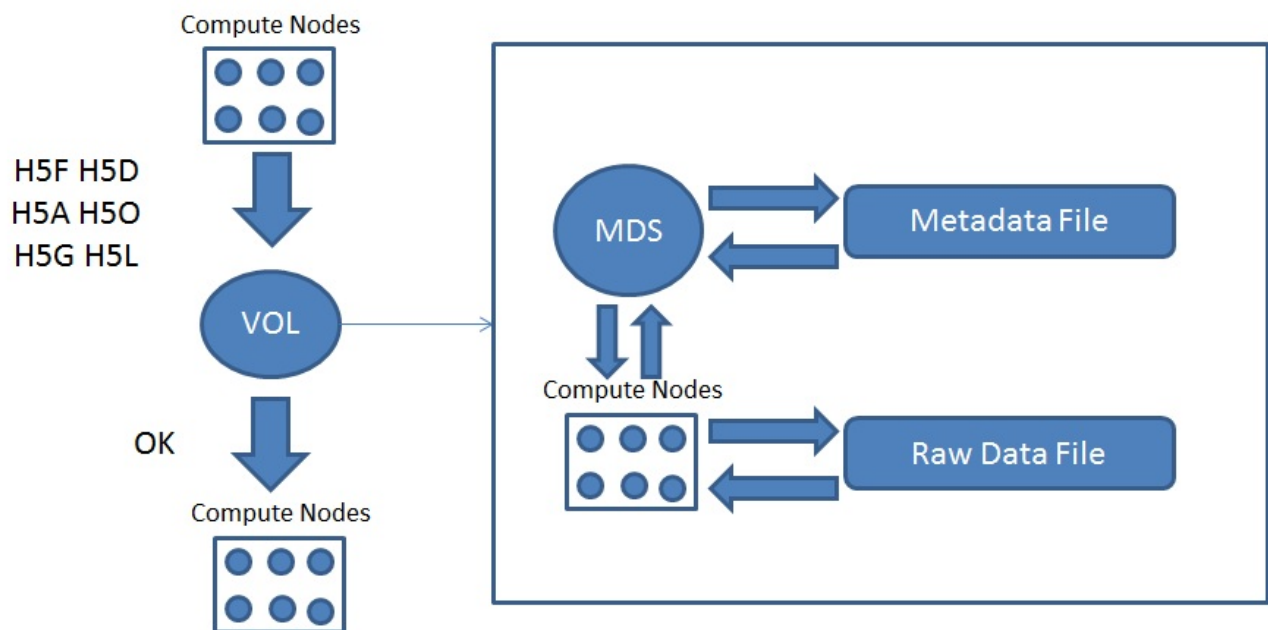 Compute Nodes
H5F H5D
H5A H5O
H5G H5L
VOL
OK
Compute Nodes
MDS
Metadata File
Compute Nodes
Raw Data File